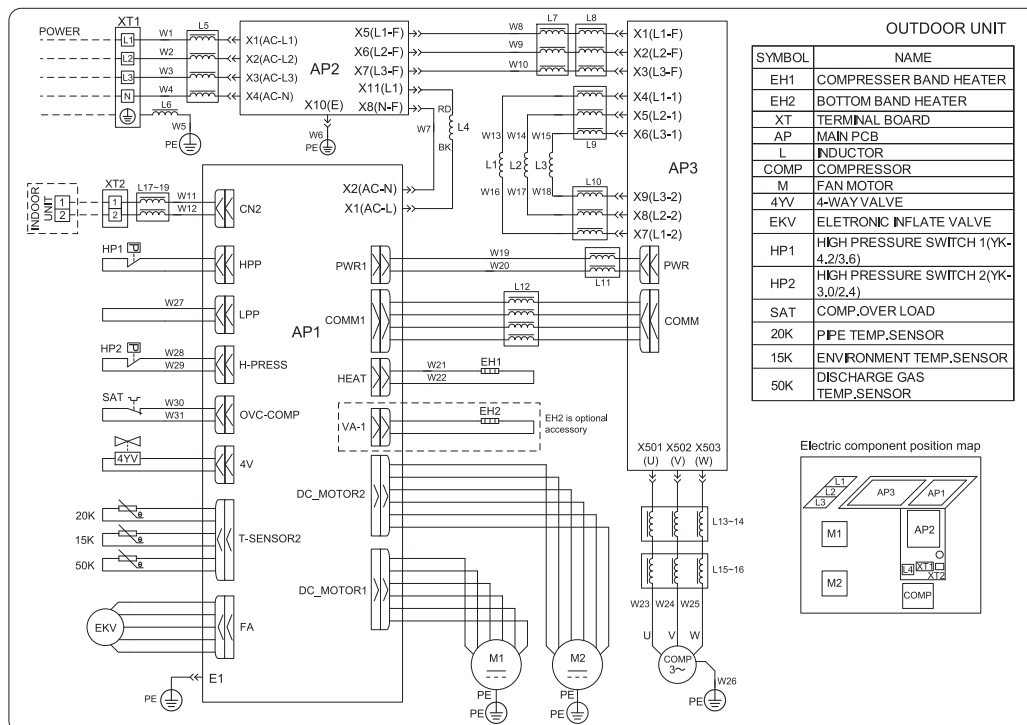 POWER
XT1
L1
L2
L3
N
W1
W2
W3
W4
L5
L6
W5
PE
X1(AC-L1)
X2(AC-L2)
X3(AC-L3)
X4(AC-N)
AP2
X5(L1-F)
X6(L2-F)
X7(L3-F)
X11(L1)
X10(E)
X8(N-F)
W6
PE
RD
W7
L4
BK
W8
W9
W10
L7
L8
X1(L1-F)
X2(L2-F)
X3(L3-F)
X4(L1-1)
X5(L2-1)
X6(L3-1)
L9
W13
W14
W15
L1
L2
L3
AP3
W16
W17
W18
L10
X9(L3-2)
X8(L2-2)
X7(L1-2)
INDOOR
UNIT
1
2
XT2
1
2
L17~19
W11
W12
CN2
X2(AC-N)
X1(AC-L)
HP1
P
HPP
PWR1
W19
W20
L11
PWR
W27
LPP
AP1
COMM1
L12
COMM
HP2
P
W28
W29
H-PRESS
HEAT
W21
W22
EH1
SAT
W30
W31
OVC-COMP
VA-1
EH2
EH2 is optional
accessory
4YV
4V
DC_MOTOR2
X501
(U)
X502
(V)
X503
(W)
20K
15K
50K
T-SENSOR2
L13~14
L15~16
DC_MOTOR1
W23
W24
W25
EKV
FA
U
V
W
M1
M2
COMP
3~
W26
PE
E1
PE
PE
PE
PE
PE
OUTDOOR UNIT
SYMBOL NAME
EH1 COMPRESSER BAND HEATER
EH2 BOTTOM BAND HEATER
XT TERMINAL BOARD
AP MAIN PCB
L INDUCTOR
COMP COMPRESSOR
M FAN MOTOR
4YV 4-WAY VALVE
EKV ELETRONIC INFLATE VALVE
HP1 HIGH PRESSURE SWITCH 1(YK-
4.2/3.6)
HP2 HIGH PRESSURE SWITCH 2(YK-
3.0/2.4)
SAT COMP.OVER LOAD
20K PIPE TEMP.SENSOR
15K ENVIRONMENT TEMP.SENSOR
50K DISCHARGE GAS
TEMP.SENSOR
Electric component position map
L1
L2
L3
AP3
AP1
M1
AP2
L4
XT1
XT2
M2
COMP